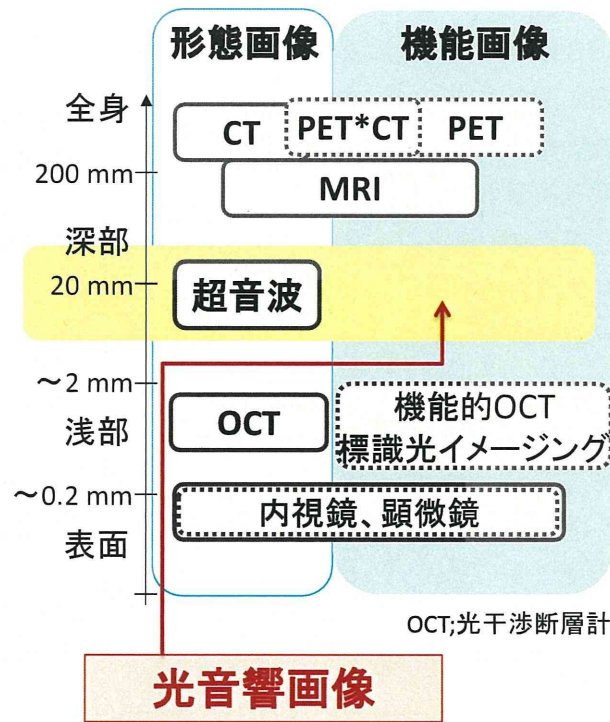 形態画像
機能画像
全身
CT
PET*CT
PET
200 mm
MRI
深部
20 mm
超音波
～2 mm
浅部
OCT
機能的OCT
標識光イメージング
～0.2 mm
内視鏡、顕微鏡
表面
OCT;光干渉断層計
光音響画像